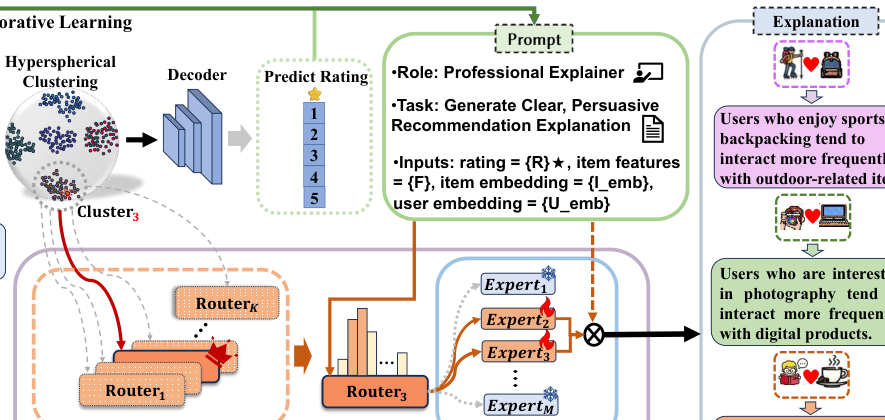 orative Learning
Hyperspherical
Clustering
Decoder
Predict Rating
1
2
3
4
5
Cluster3
Prompt
•Role: Professional Explainer
•Task: Generate Clear, Persuasive
Recommendation Explanation
•Inputs: rating = {R}★, item features
= {F}, item embedding = {I_emb},
user embedding = {U_emb}
RouterK
Router1
...
Router3
...
Expert1
Expert2
Expert3
ExpertM
Explanation
Users who enjoy sports
backpacking tend to
interact more frequently
with outdoor-related ite
Users who are interest
in photography tend
interact more frequen
with digital products.